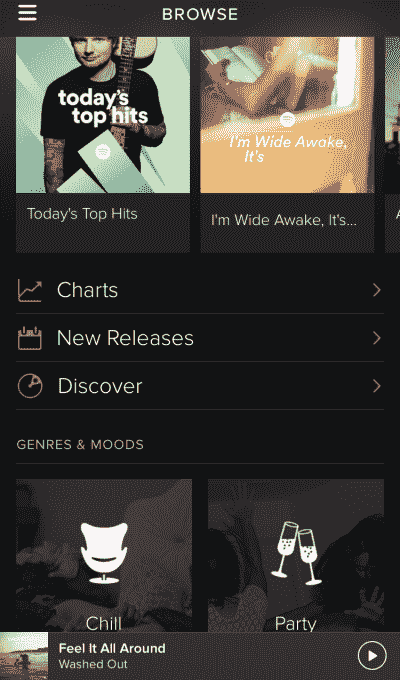 BROWSE
today's
top hits
I'm Wide Awake,
It's
Today's Top Hits
I'm Wide Awake, It's...
A
Charts
New Releases
Discover
GENRES & MOODS
Chill
Party
Feel It All Around
Washed Out